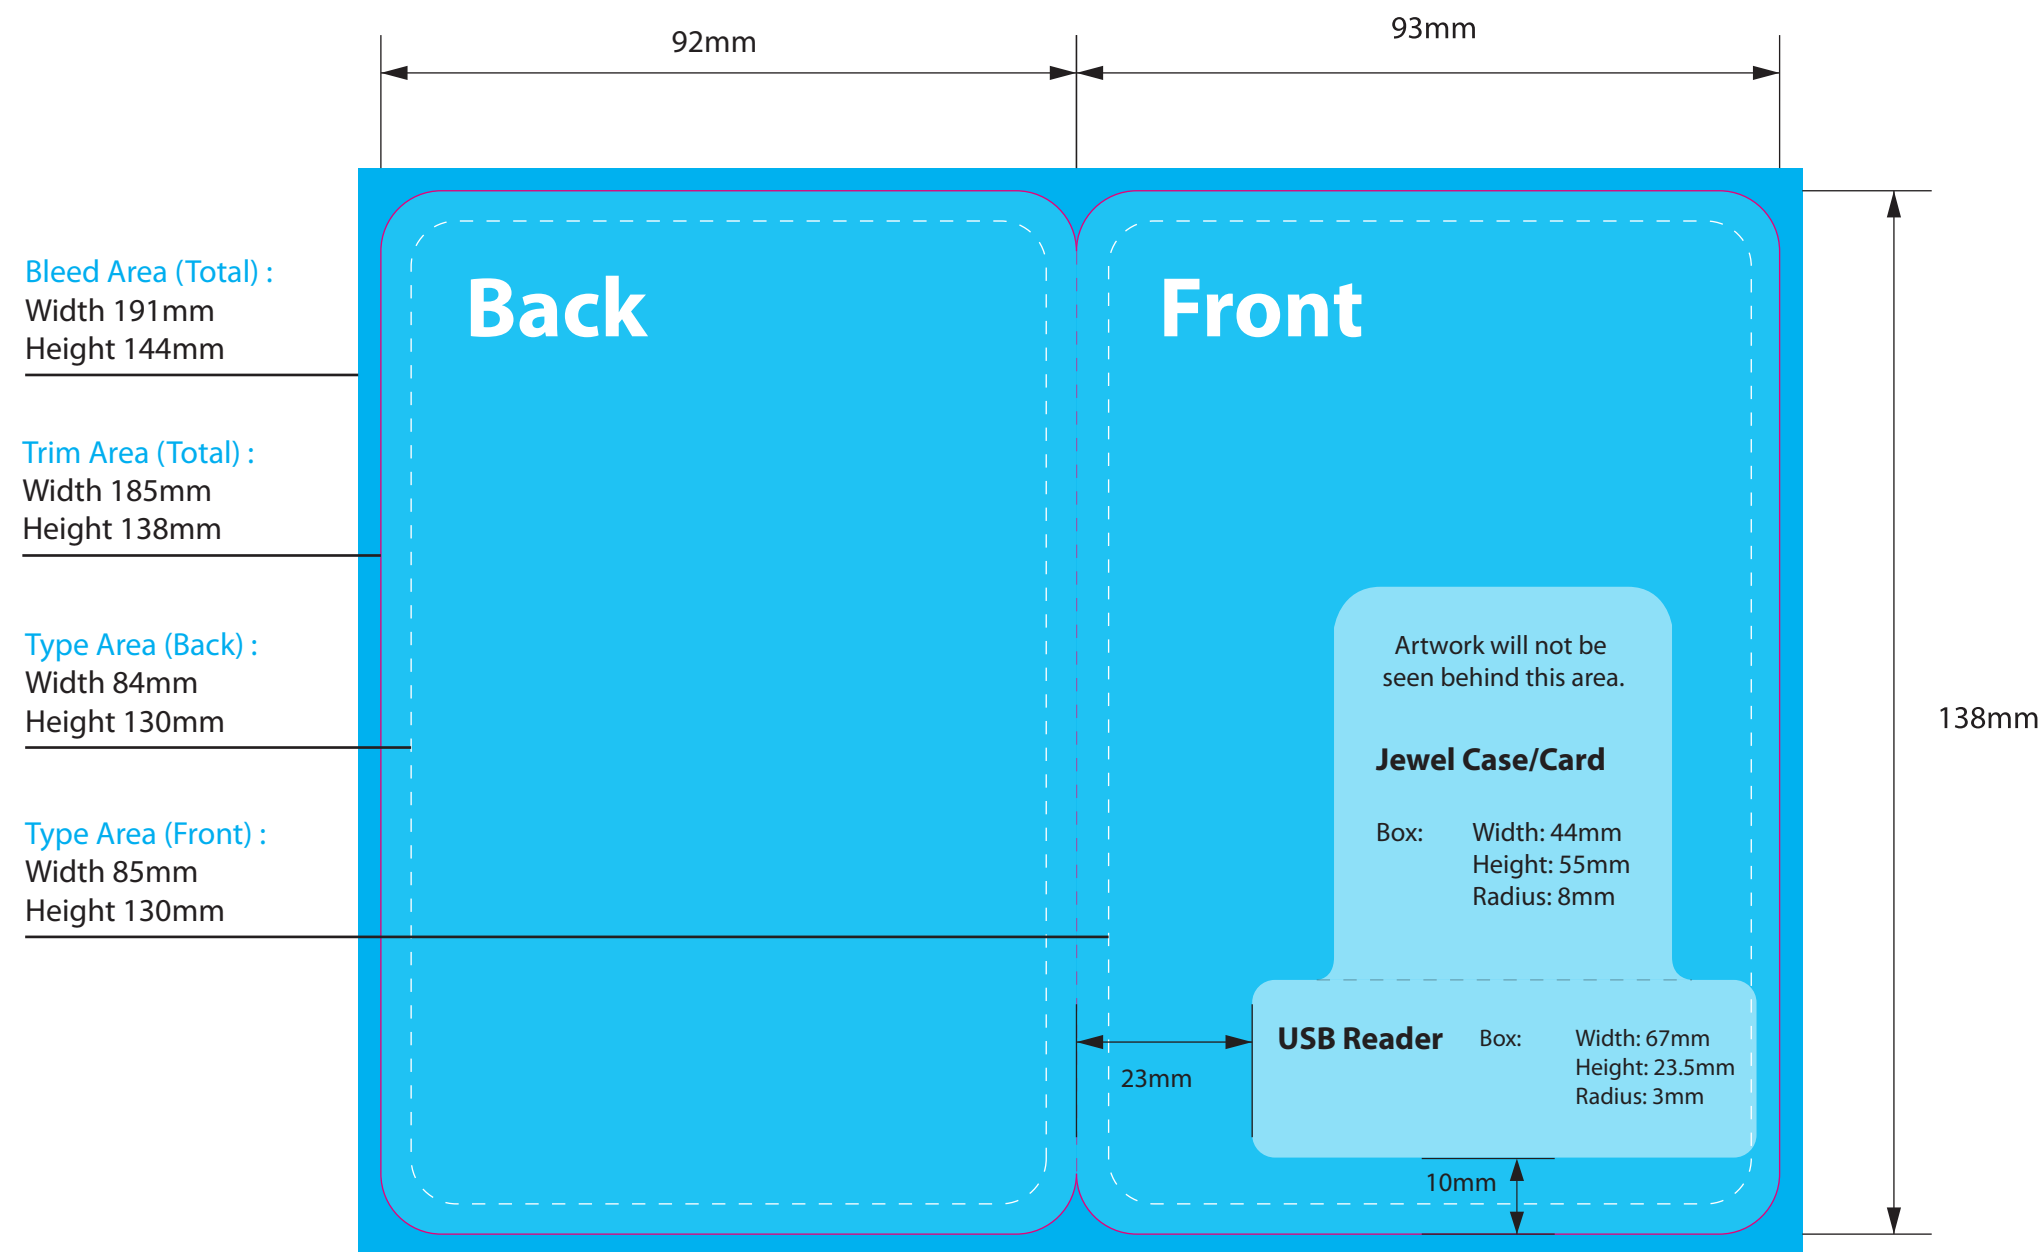 92mm
93mm
Back
Front
Bleed Area (Total) :
Width 191mm
Height 144mm
Trim Area (Total) :
Width 185mm
Height 138mm
Type Area (Back) :
Width 84mm
Height 130mm
Type Area (Front) :
Width 85mm
Height 130mm
Artwork will not be
seen behind this area.
Jewel Case/Card
Box: Width: 44mm
Height: 55mm
Radius: 8mm
138mm
USB Reader Box: Width: 67mm
Height: 23.5mm
Radius: 3mm
23mm
10mm